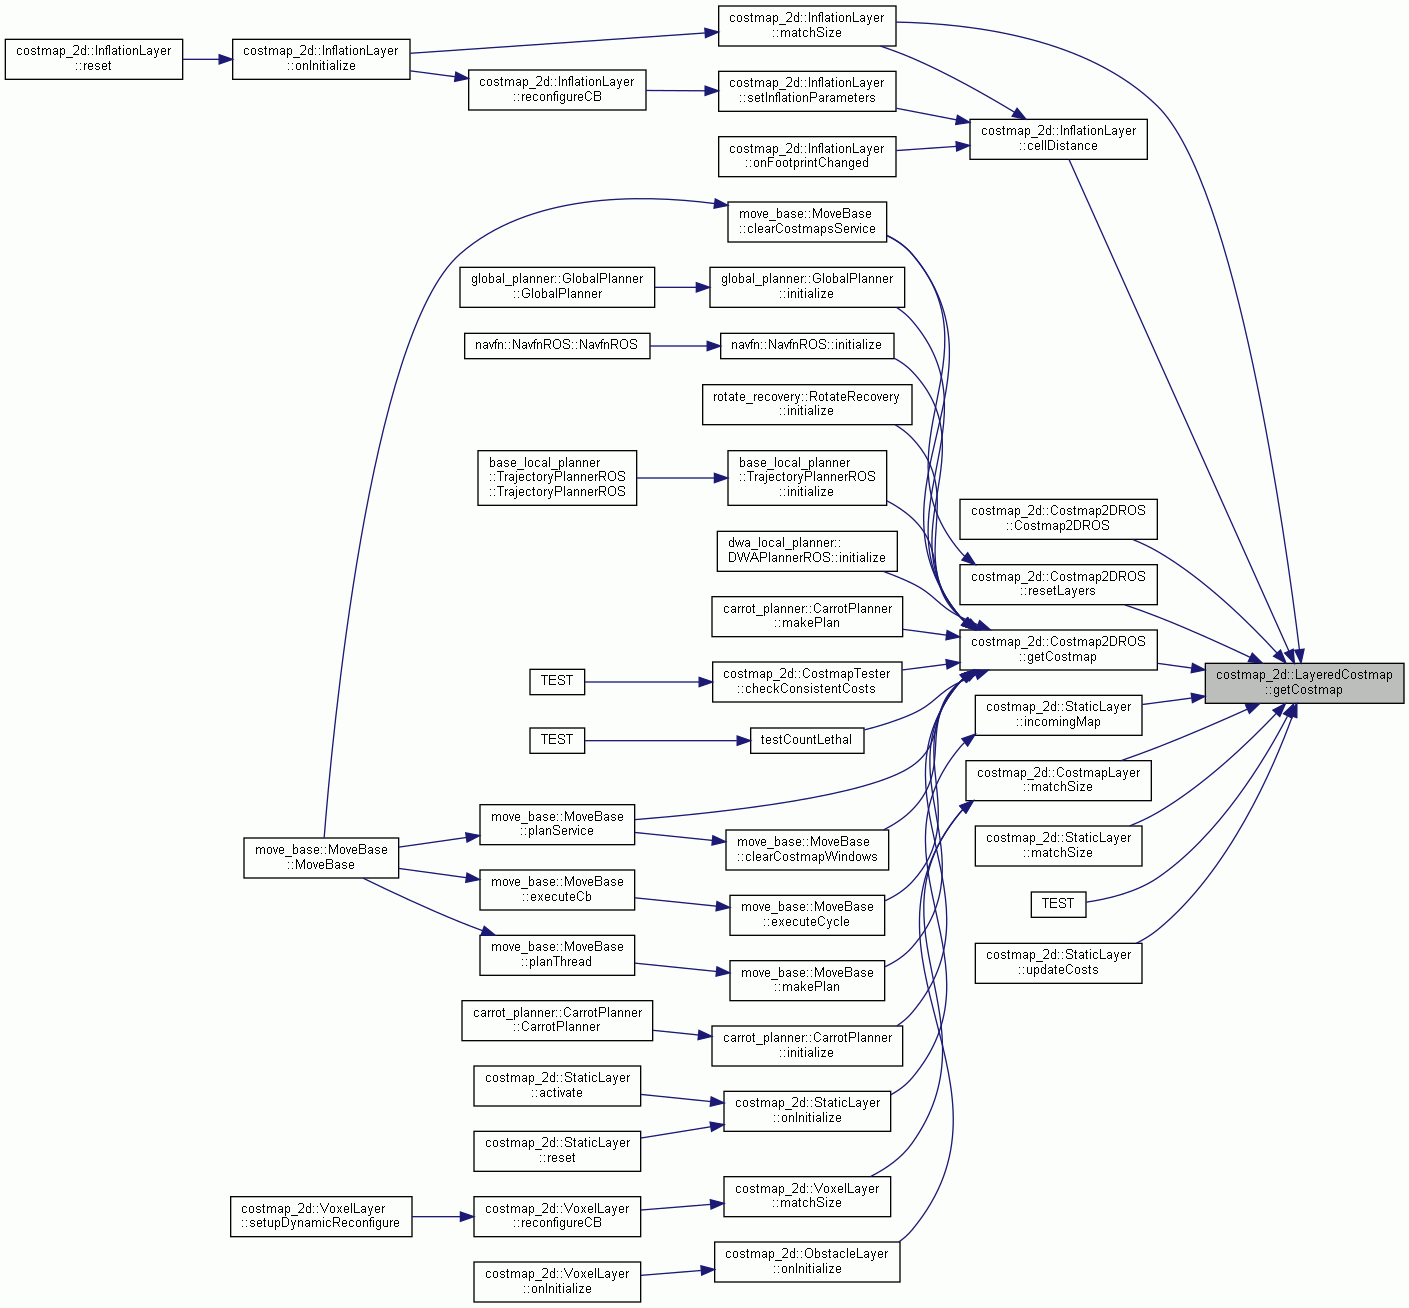 costmap_2d::InflationLayer
::matchSize
costmap_2d::InflationLayer
::reset
costmap_2d::InflationLayer
::onInitialize
costmap_2d::InflationLayer
::reconfigureCB
costmap_2d::InflationLayer
::setInflationParameters
costmap_2d::InflationLayer
::cellDistance
costmap_2d::InflationLayer
::onFootprintChanged
move_base::MoveBase
::clearCostmapsService
global_planner::GlobalPlanner
::GlobalPlanner
global_planner::GlobalPlanner
::initialize
navfn::NavfnROS::NavfnROS
navfn::NavfnROS::initialize
rotate_recovery::RotateRecovery
::initialize
base_local_planner
::TrajectoryPlannerROS
::TrajectoryPlannerROS
base_local_planner
::TrajectoryPlannerROS
::initialize
costmap_2d::Costmap2DROS
::Costmap2DROS
dwa_local_planner::
DWAPlannerROS::initialize
costmap_2d::Costmap2DROS
::resetLayers
carrot_planner::CarrotPlanner
::makePlan
costmap_2d::Costmap2DROS
::getCostmap
TEST
costmap_2d::CostmapTester
::checkConsistentCosts
costmap_2d::LayeredCostmap
::getCostmap
costmap_2d::StaticLayer
::incomingMap
TEST
testCountLethal
costmap_2d::CostmapLayer
::matchSize
move_base::MoveBase
::planService
move_base::MoveBase
::MoveBase
move_base::MoveBase
::clearCostmapWindows
costmap_2d::StaticLayer
::matchSize
move_base::MoveBase
::executeCb
move_base::MoveBase
::executeCycle
TEST
move_base::MoveBase
::planThread
move_base::MoveBase
::makePlan
costmap_2d::StaticLayer
::updateCosts
carrot_planner::CarrotPlanner
::CarrotPlanner
carrot_planner::CarrotPlanner
::initialize
costmap_2d::StaticLayer
::activate
costmap_2d::StaticLayer
::onInitialize
costmap_2d::StaticLayer
::reset
costmap_2d::VoxelLayer
::matchSize
costmap_2d::VoxelLayer
::setupDynamicReconfigure
costmap_2d::VoxelLayer
::reconfigureCB
costmap_2d::ObstacleLayer
::onInitialize
costmap_2d::VoxelLayer
::onInitialize